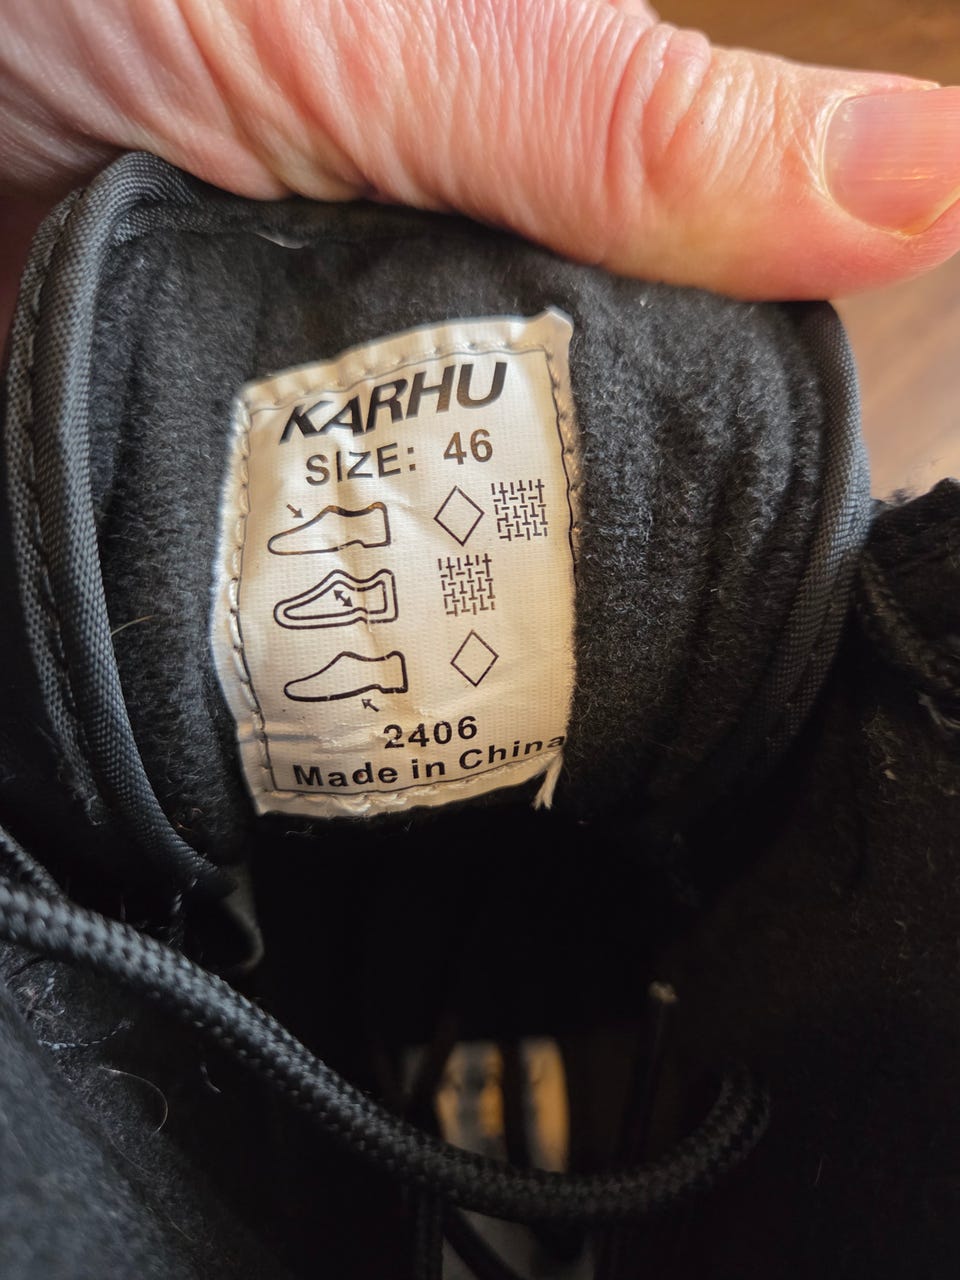 KARHU
SIZE: 46
2406
Made in China